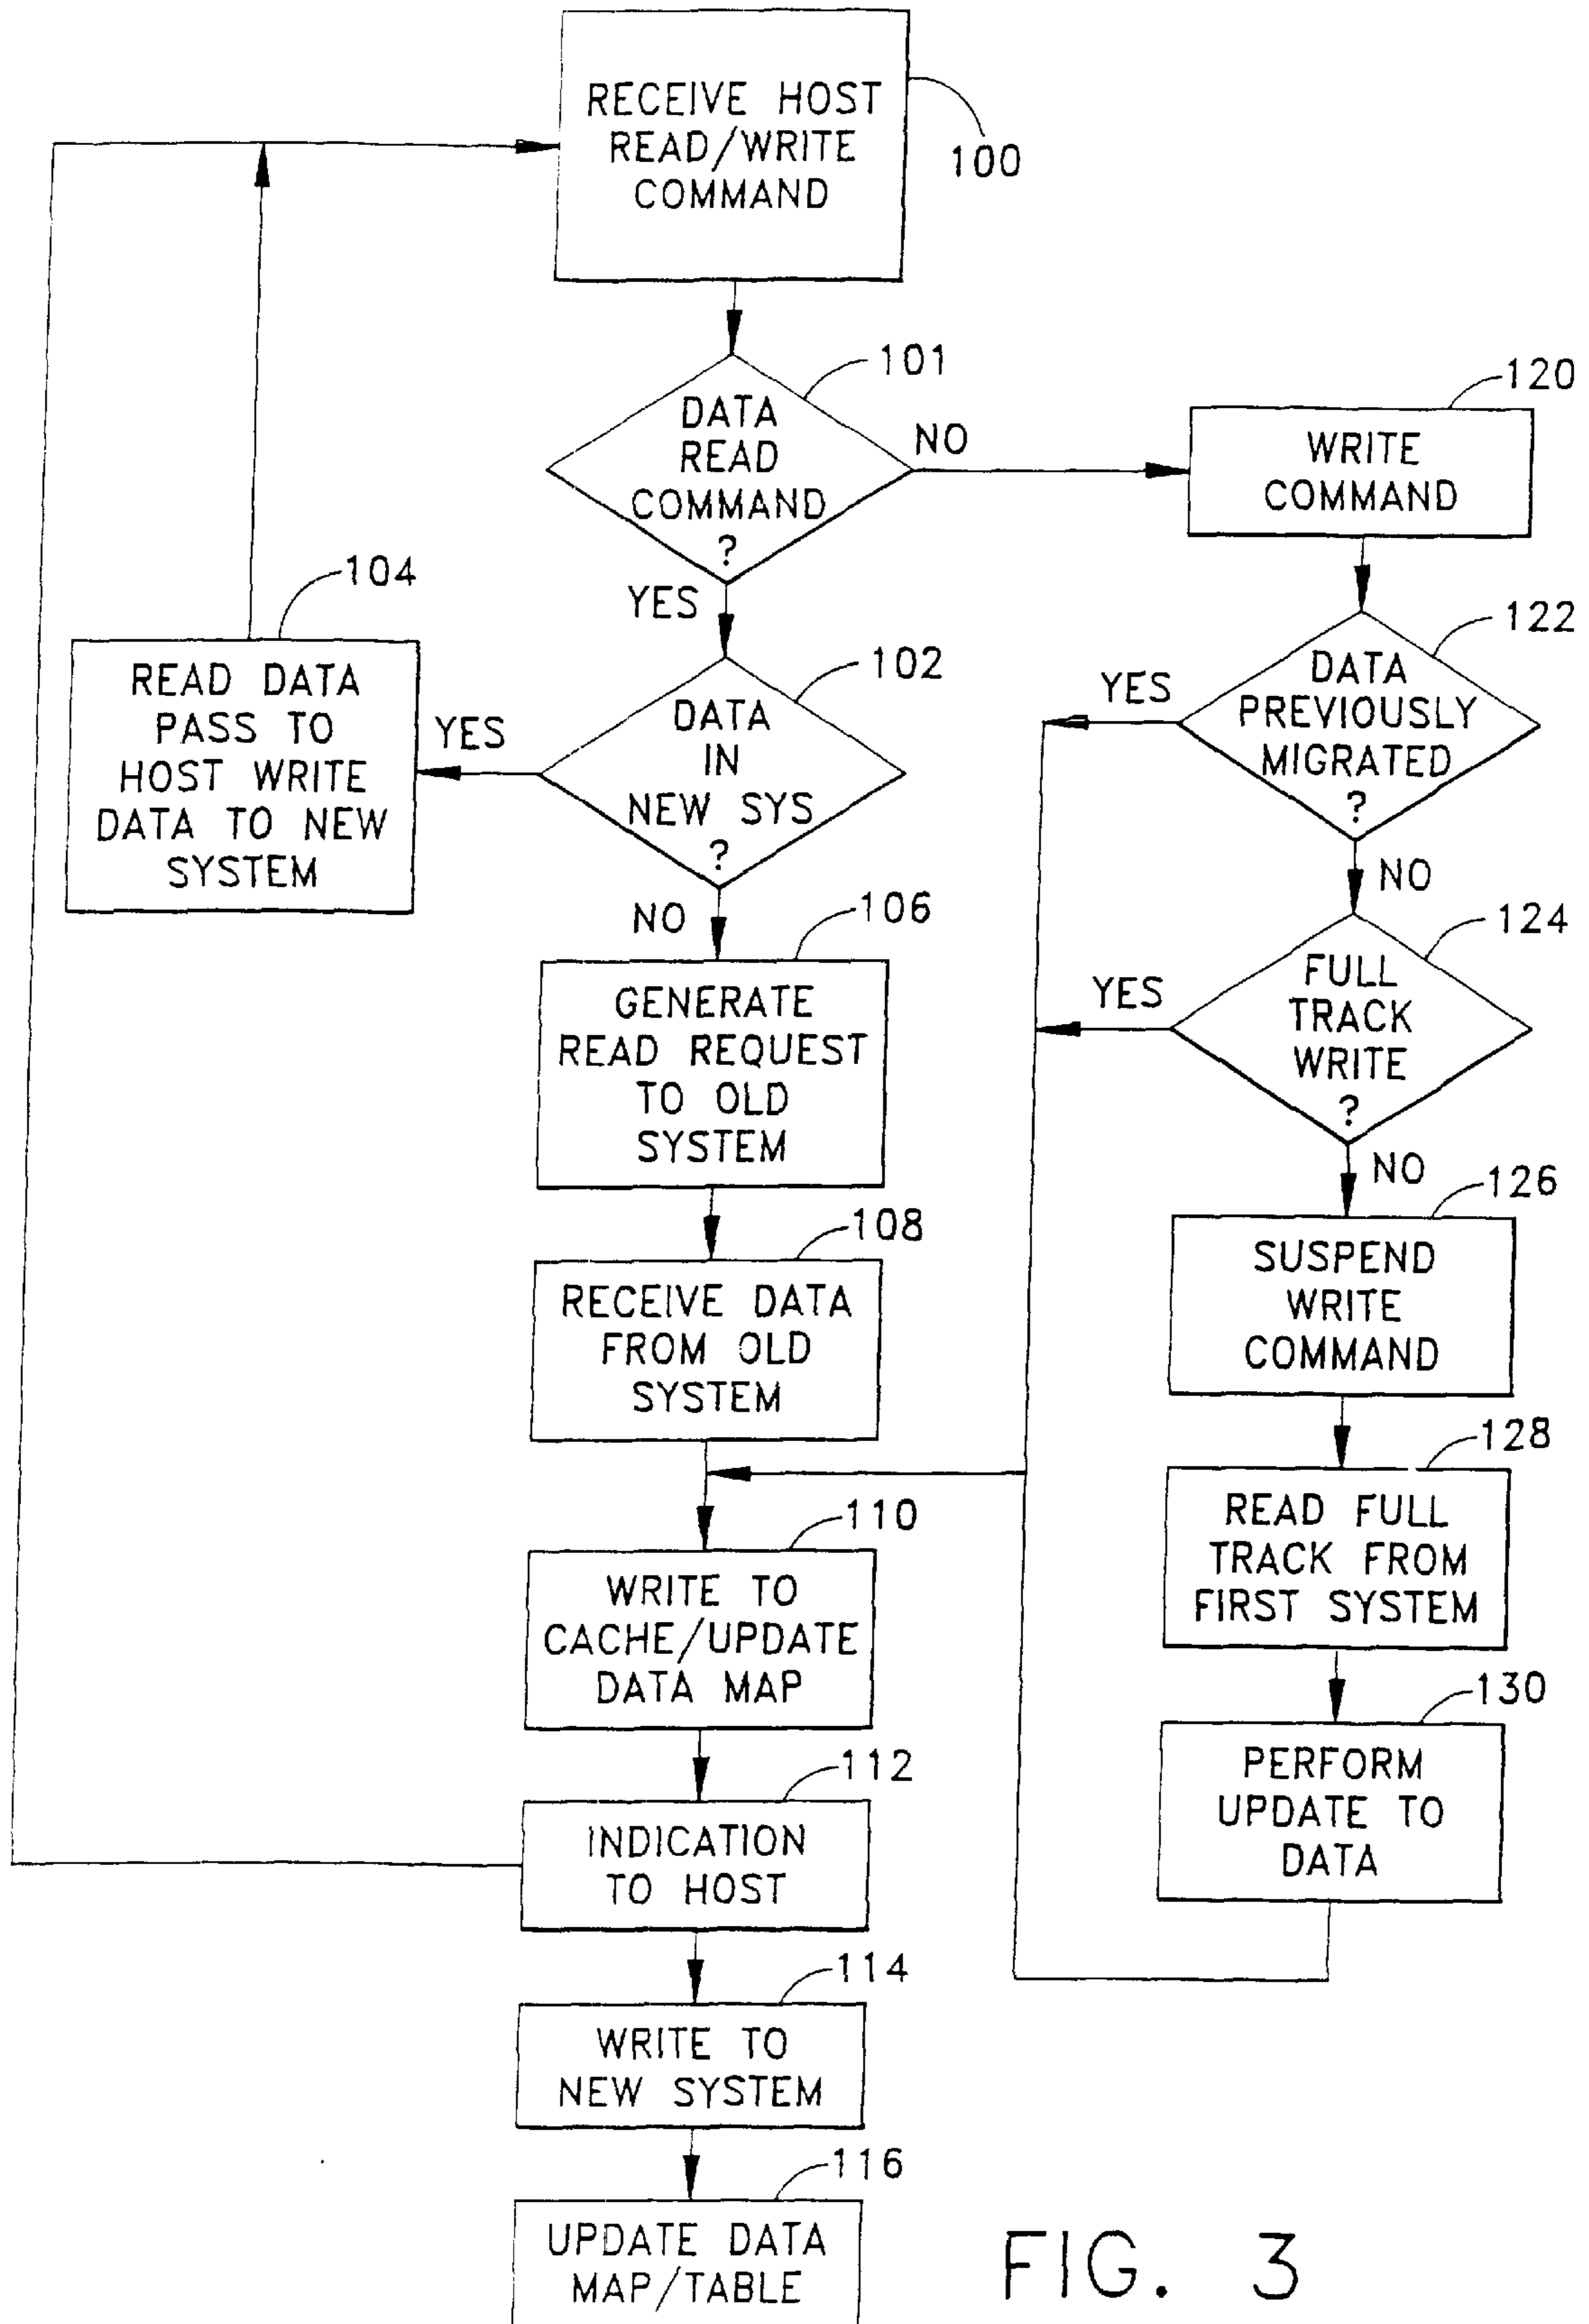 RECEIVE HOST
READ/WRITE
COMMAND
100
DATA
READ
COMMAND
?
101
NO
YES
WRITE
COMMAND
120
DATA
IN
NEW SYS
?
102
YES
NO
READ DATA
PASS TO
HOST WRITE
DATA TO NEW
SYSTEM
104
DATA
PREVIOUSLY
MIGRATED
?
122
YES
NO
GENERATE
READ REQUEST
TO OLD
SYSTEM
106
FULL
TRACK
WRITE
?
124
YES
NO
RECEIVE DATA
FROM OLD
SYSTEM
108
SUSPEND
WRITE
COMMAND
126
READ FULL
TRACK FROM
FIRST SYSTEM
128
WRITE TO
CACHE/UPDATE
DATA MAP
110
PERFORM
UPDATE TO
DATA
130
INDICATION
TO HOST
112
WRITE TO
NEW SYSTEM
114
UPDATE DATA
MAP/TABLE
116
FIG. 3